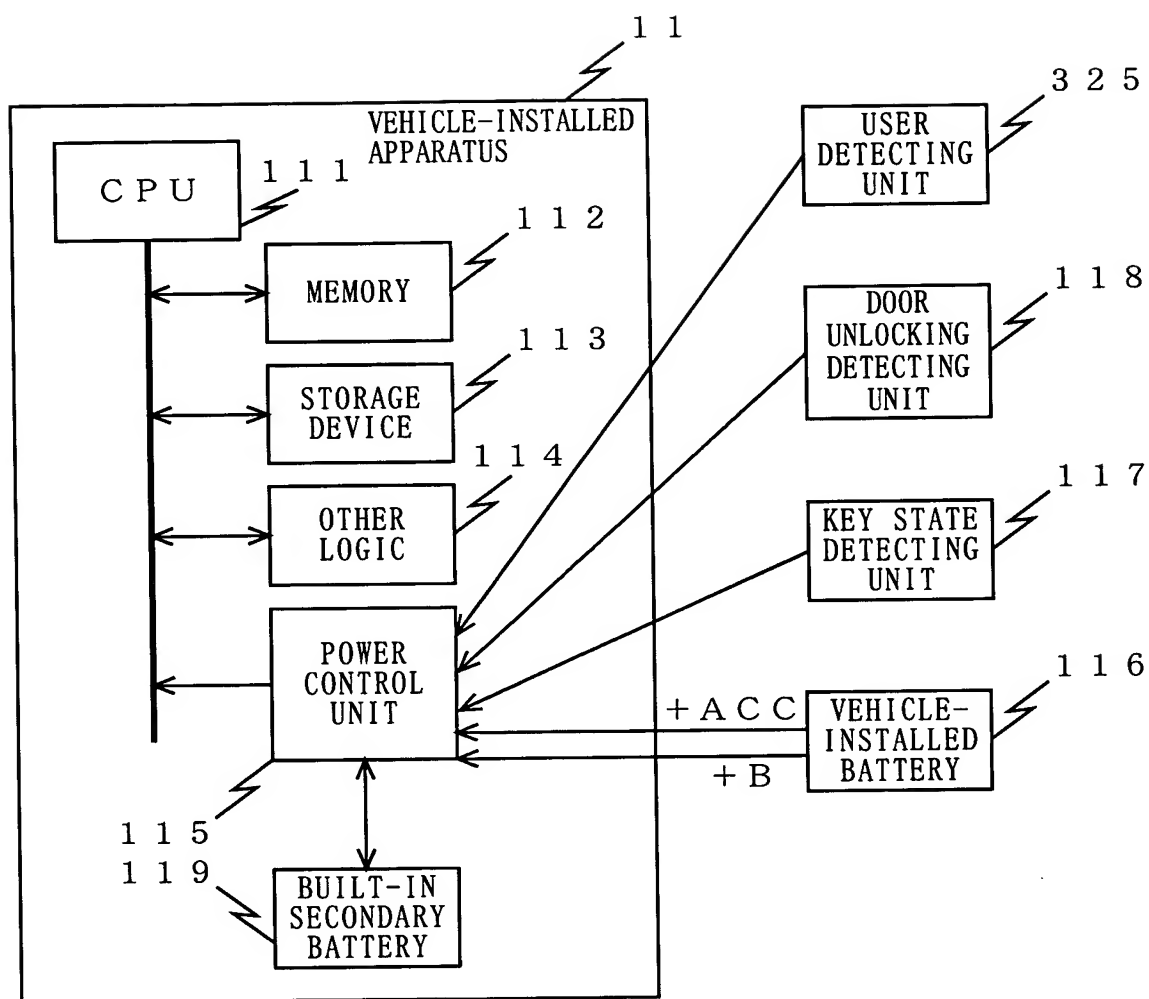 11
VEHICLE-INSTALLED
APPARATUS
CPU
111
MEMORY
112
STORAGE
DEVICE
113
OTHER
LOGIC
114
POWER
CONTROL
UNIT
115
BUILT-IN
SECONDARY
BATTERY
119
USER
DETECTING
UNIT
325
DOOR
UNLOCKING
DETECTING
UNIT
118
KEY STATE
DETECTING
UNIT
117
+ACC
+B
VEHICLE-
INSTALLED
BATTERY
116